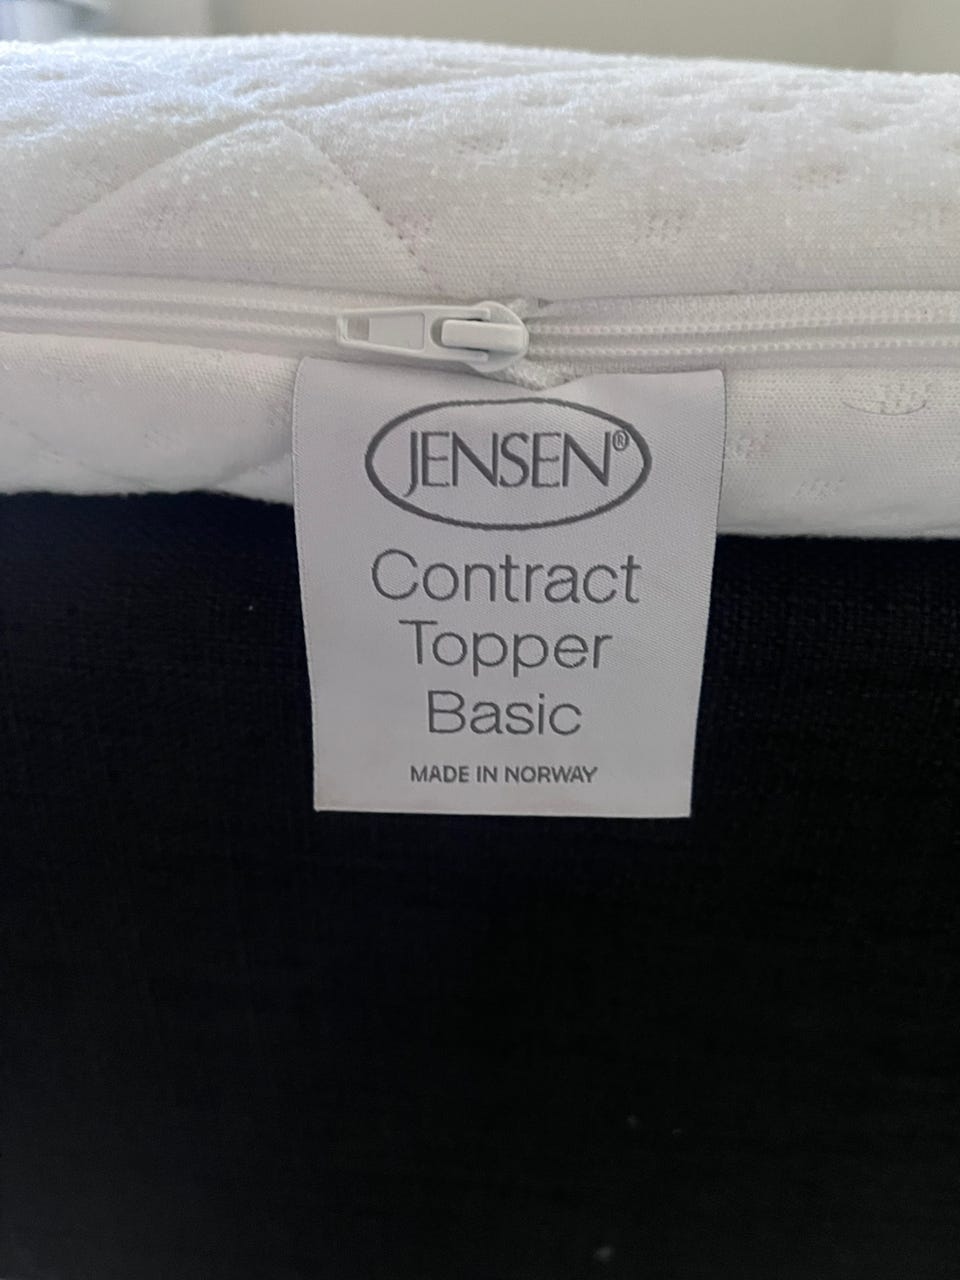 JENSEN®
Contract
Topper
Basic
MADE IN NORWAY